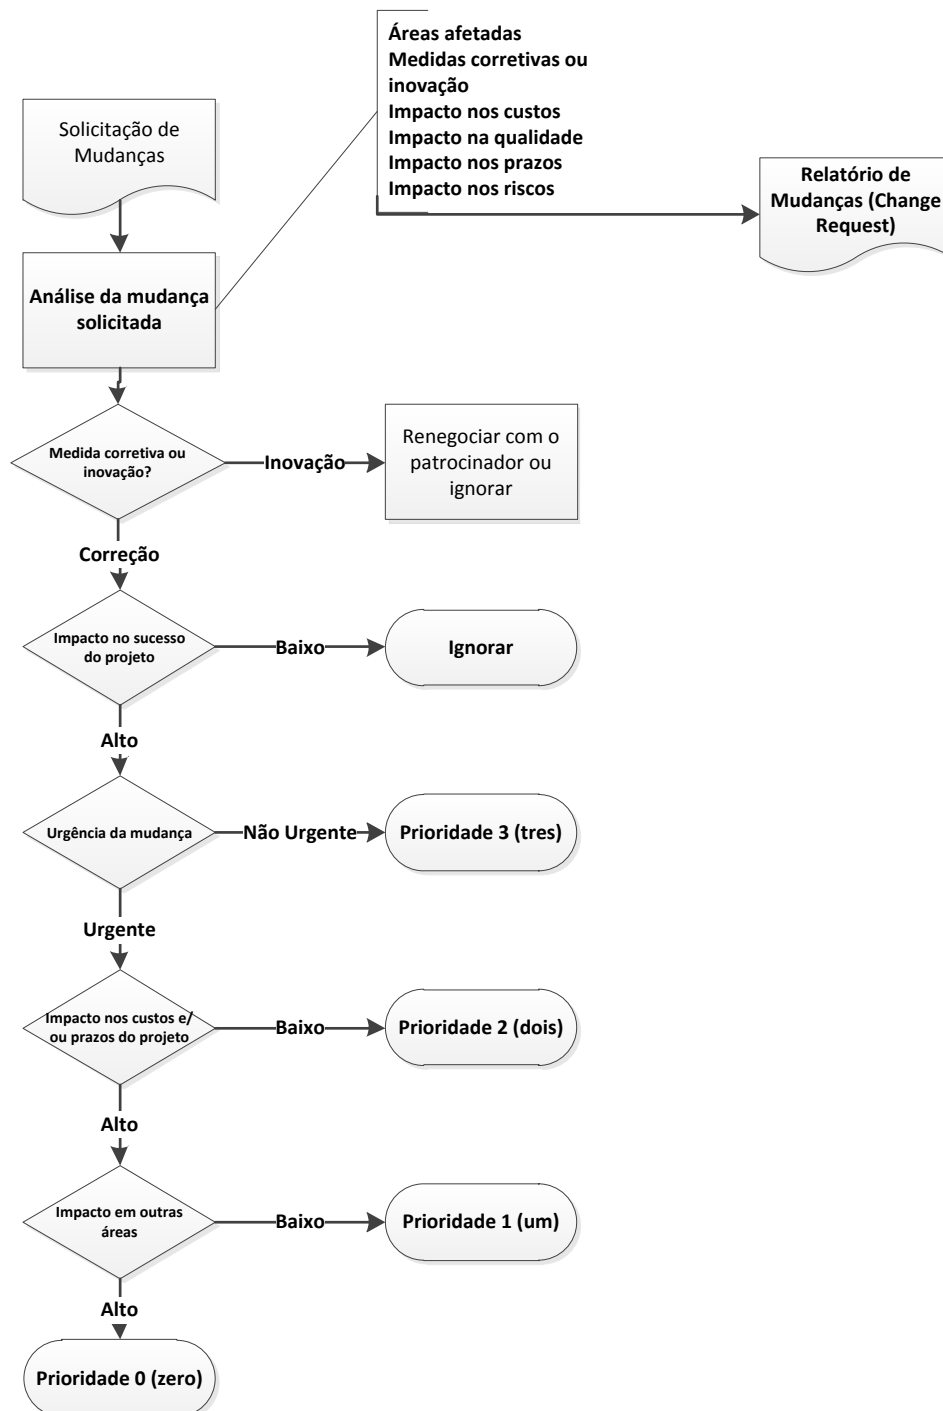 Áreas afetadas
Medidas corretivas ou
inovação
Impacto nos custos
Impacto na qualidade
Impacto nos prazos
Impacto nos riscos
Solicitação de
Mudanças
Relatório de
Mudanças (Change
Request)
Análise da mudança
solicitada
Medida corretiva ou
inovação?
Inovação
Renegociar com o
patrocinador ou
ignorar
Correção
Impacto no sucesso
do projeto
Baixo
Ignorar
Alto
Urgência da mudança
Não Urgente
Prioridade 3 (tres)
Urgente
Impacto nos custos e/
ou prazos do projeto
Baixo
Prioridade 2 (dois)
Alto
Impacto em outras
áreas
Baixo
Prioridade 1 (um)
Alto
Prioridade 0 (zero)